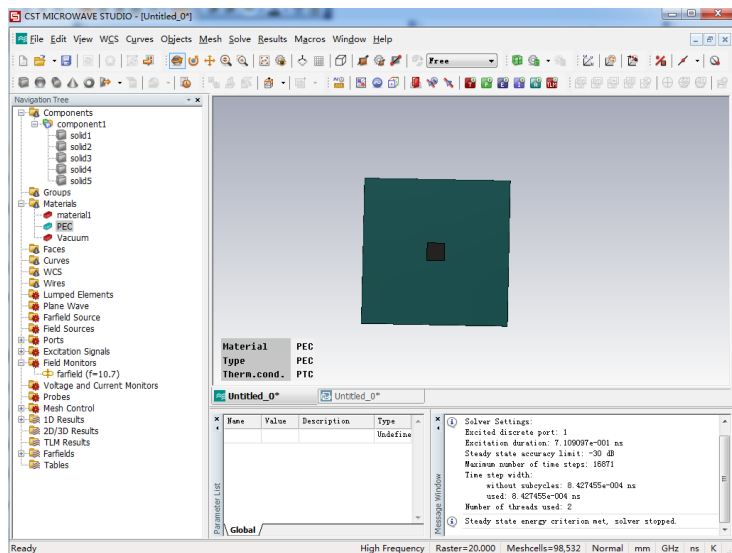 CST MICROWAVE STUDIO - [Untitled_0*]
File Edit View WCS Curves Objects Mesh Solve Results Macros Window Help
Free
Navigation Tree
Components
component1
solid1
solid2
solid3
solid4
solid5
Groups
Materials
material1
PEC
Vacuum
Faces
Curves
WCS
Wires
Lumped Elements
Plane Wave
Farfield Source
Field Sources
Ports
Excitation Signals
Field Monitors
farfield (f=10.7)
Voltage and Current Monitors
Probes
Mesh Control
1D Results
2D/3D Results
TLM Results
Farfields
Tables
Material PEC
Type PEC
Therm.cond. PTC
Untitled_0* Untitled_0*
Name Value Description Type
Undefine
Global
Parameter List
Message Window
Solver Settings:
Excited discrete port: 1
Excitation duration: 7.109097e-001 ns
Steady state accuracy limit: -30 dB
Maximum number of time steps: 16871
Time step width:
without subcycles: 8.427455e-004 ns
used: 8.427455e-004 ns
Number of threads used: 2
Steady state energy criterion met, solver stopped.
Ready High Frequency Raster=20.000 Meshcells=98,532 Normal mm GHz ns K